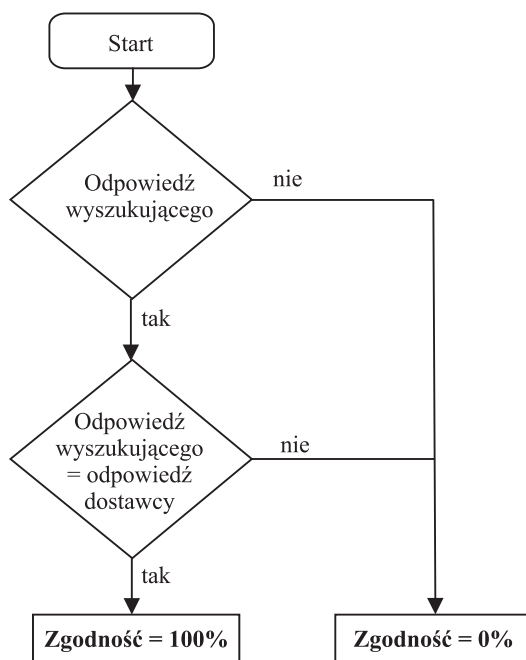 Start
Odpowiedź
wyszukującego
nie
tak
Odpowiedź
wyszukującego
= odpowiedź
dostawcy
nie
tak
Zgodność = 100%
Zgodność = 0%